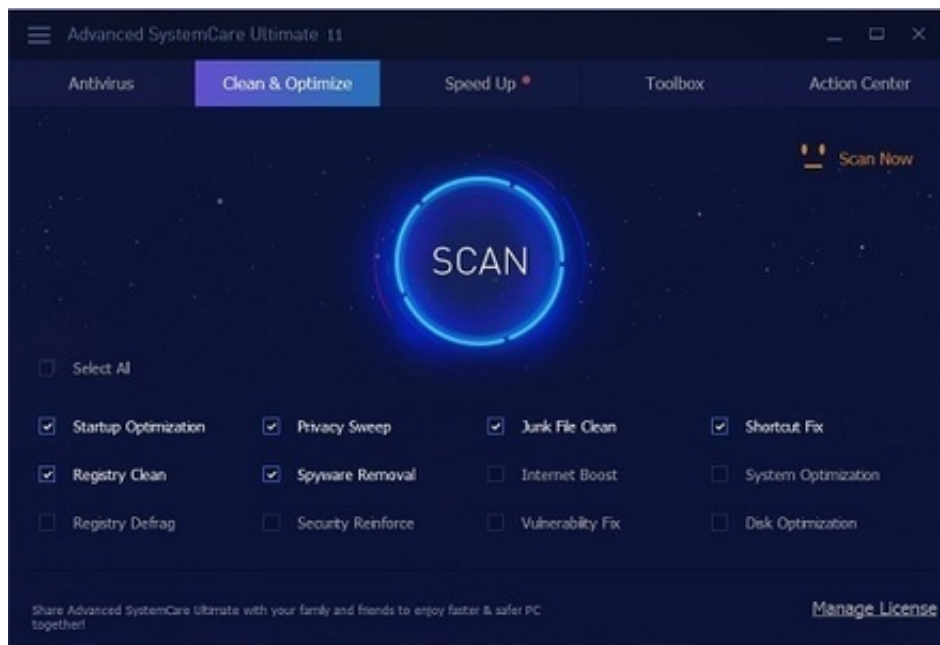 Advanced SystemCare Ultimate 11
Antivirus Clean & Optimize Speed Up Toolbox Action Center
Scan Now
SCAN
Select All
Startup Optimization Privacy Sweep Junk File Clean Shortcut Fix
Registry Clean Spyware Removal Internet Boost System Optimization
Registry Defrag Security Reinforce Vulnerability Fix Disk Optimization
Share Advanced SystemCare Ultimate with your family and friends to enjoy faster & safer PC
together!
Manage License